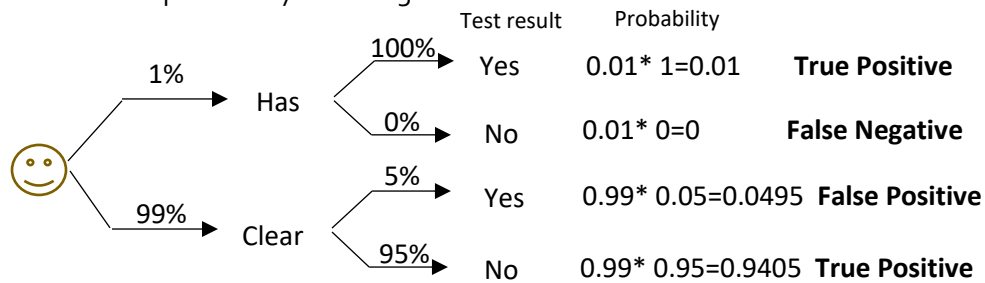 Test result Probability
100%
Yes 0.01* 1=0.01 True Positive
1%
Has
0%
No 0.01* 0=0 False Negative
5%
Yes 0.99* 0.05=0.0495 False Positive
99%
Clear
95%
No 0.99* 0.95=0.9405 True Positive